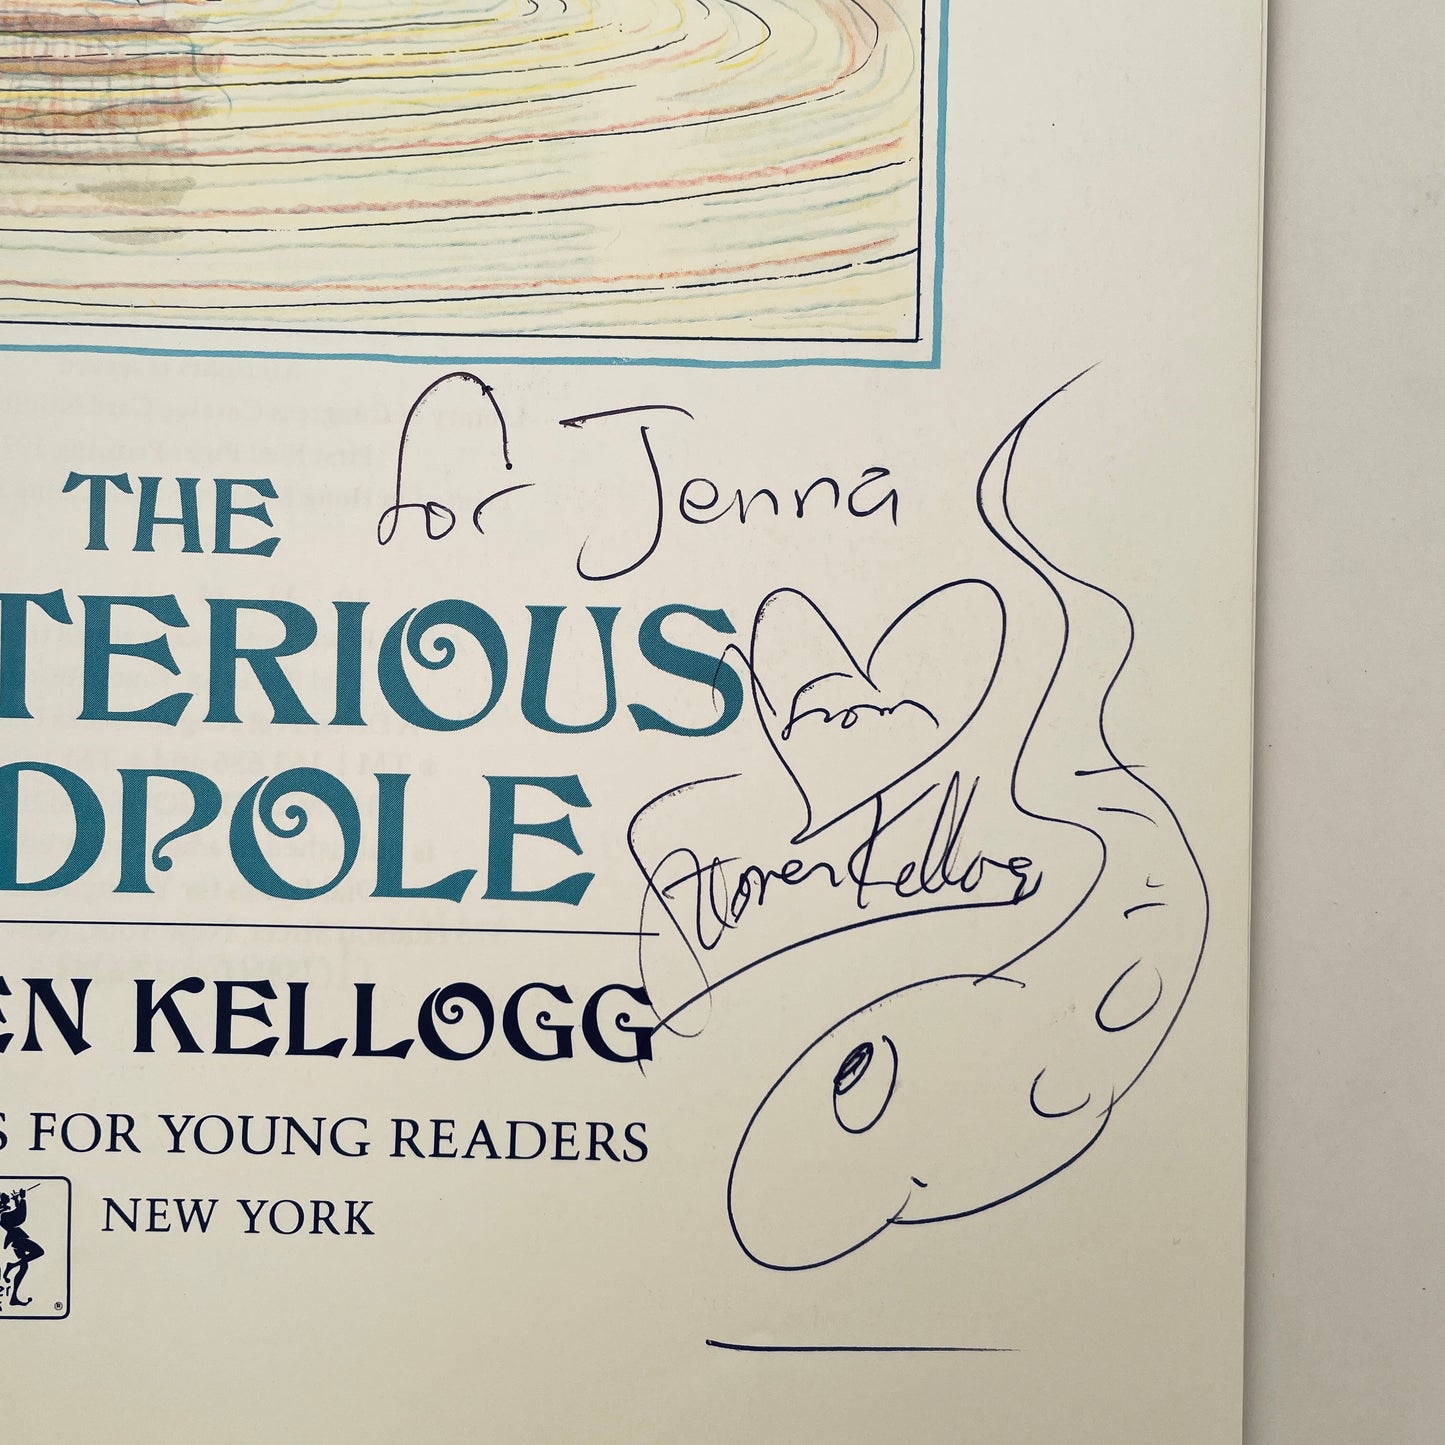 for Jenna
THE
TERIOUS
DPOLE
from
Steven Kellogg
EN KELLOGG
S FOR YOUNG READERS
NEW YORK
®